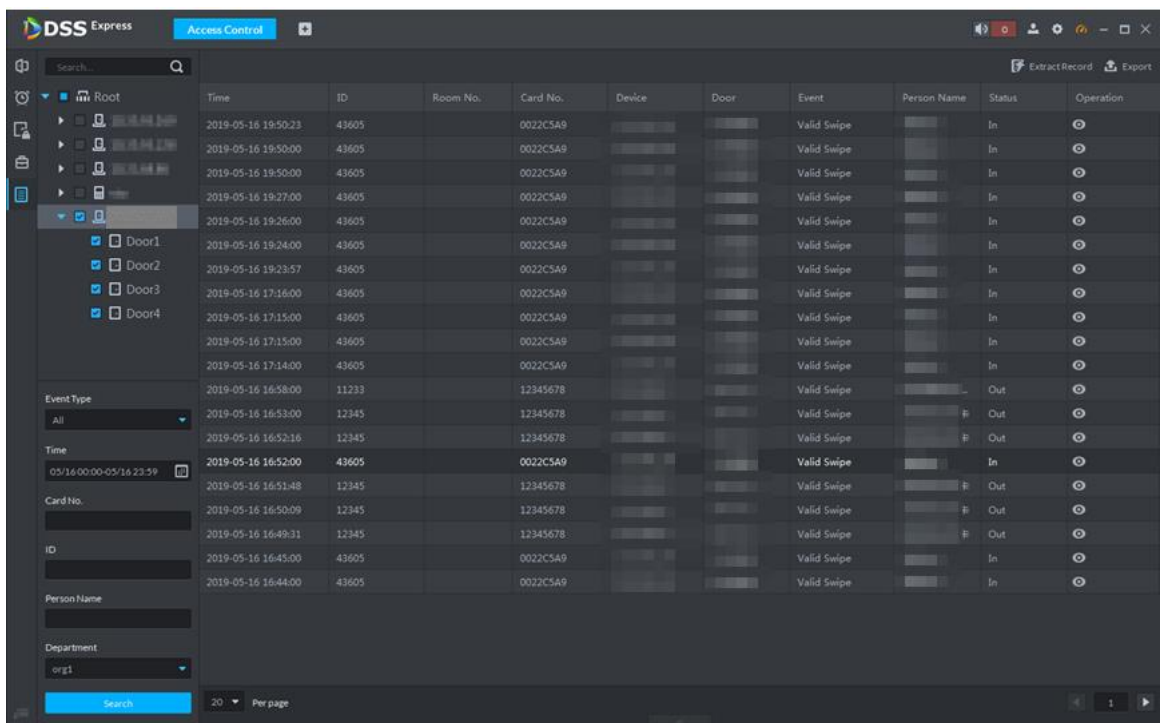 DSS Express Access Control 0
Search... Extract Record Export
Root
Door1
Door2
Door3
Door4
Event Type
All
Time
05/16 00:00-05/16 23:59
Card No.
ID
Person Name
Department
org1
Search
Time ID Room No. Card No. Device Door Event Person Name Status Operation
2019-05-16 19:50:23 43605 0022C5A9 Valid Swipe In
2019-05-16 19:50:00 43605 0022C5A9 Valid Swipe In
2019-05-16 19:50:00 43605 0022C5A9 Valid Swipe In
2019-05-16 19:27:00 43605 0022C5A9 Valid Swipe In
2019-05-16 19:26:00 43605 0022C5A9 Valid Swipe In
2019-05-16 19:24:00 43605 0022C5A9 Valid Swipe In
2019-05-16 19:23:57 43605 0022C5A9 Valid Swipe In
2019-05-16 17:16:00 43605 0022C5A9 Valid Swipe In
2019-05-16 17:15:00 43605 0022C5A9 Valid Swipe In
2019-05-16 17:15:00 43605 0022C5A9 Valid Swipe In
2019-05-16 17:14:00 43605 0022C5A9 Valid Swipe In
2019-05-16 16:58:00 11233 12345678 Valid Swipe ... Out
2019-05-16 16:53:00 12345 12345678 Valid Swipe Out
2019-05-16 16:52:16 12345 12345678 Valid Swipe Out
2019-05-16 16:52:00 43605 0022C5A9 Valid Swipe In
2019-05-16 16:51:48 12345 12345678 Valid Swipe Out
2019-05-16 16:50:09 12345 12345678 Valid Swipe Out
2019-05-16 16:49:31 12345 12345678 Valid Swipe Out
2019-05-16 16:45:00 43605 0022C5A9 Valid Swipe In
2019-05-16 16:44:00 43605 0022C5A9 Valid Swipe In
20 Per page 1